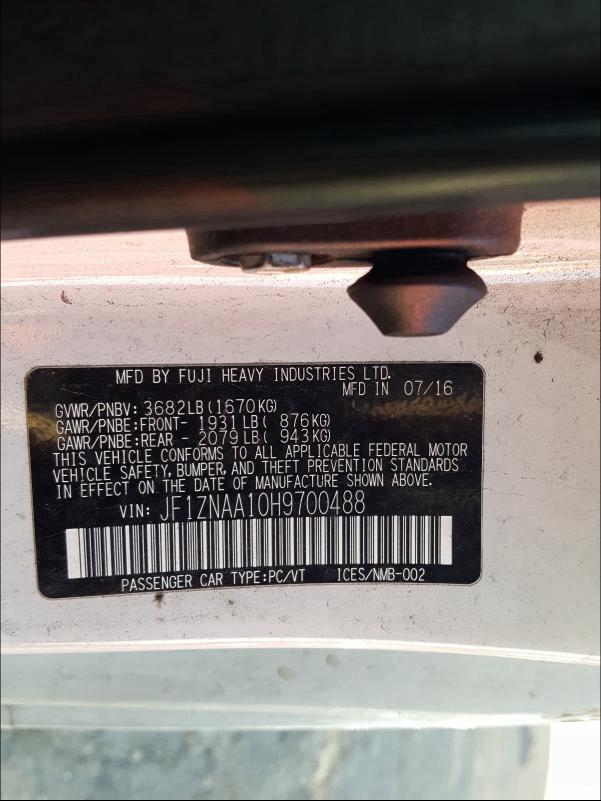 MFD BY FUJI HEAVY INDUSTRIES LTD.
MFD IN 07/16
GVWR/PNBV: 3682LB(1670KG)
GAWR/PNBE:FRONT- 1931LB( 876KG)
GAWR/PNBE:REAR - 2079LB( 943KG)
THIS VEHICLE CONFORMS TO ALL APPLICABLE FEDERAL MOTOR
VEHICLE SAFETY, BUMPER, AND THEFT PREVENTION STANDARDS
IN EFFECT ON THE DATE OF MANUFACTURE SHOWN ABOVE.
VIN: JF1ZNAA10H9700488
PASSENGER CAR TYPE:PC/VT ICES/NMB-002